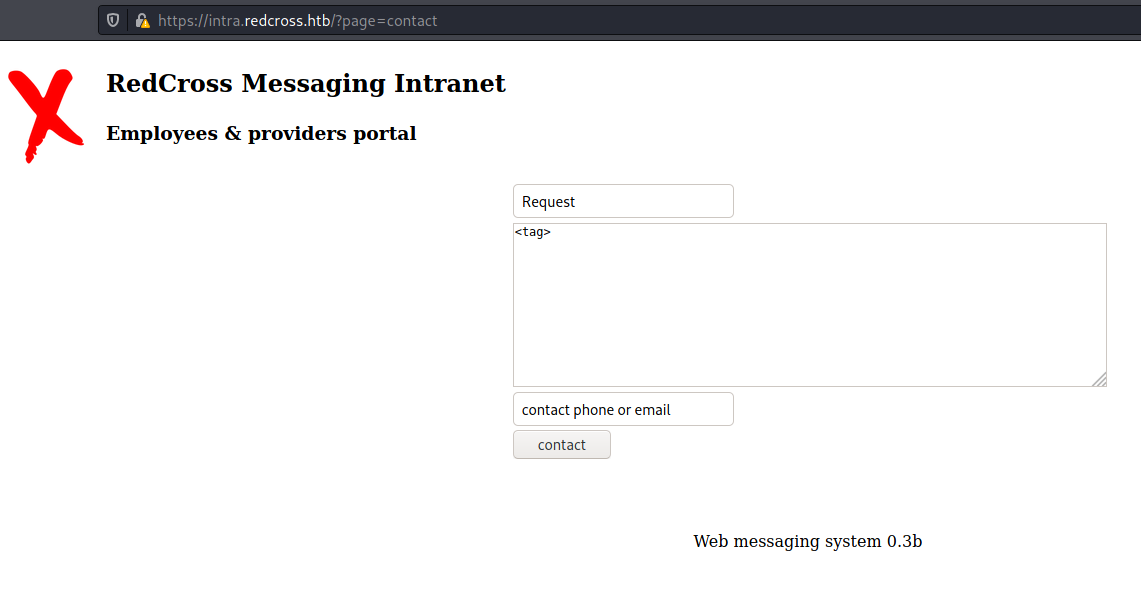 https://intra.redcross.htb/?page=contact
RedCross Messaging Intranet
Employees & providers portal
Request
<tag>
contact phone or email
contact
Web messaging system 0.3b